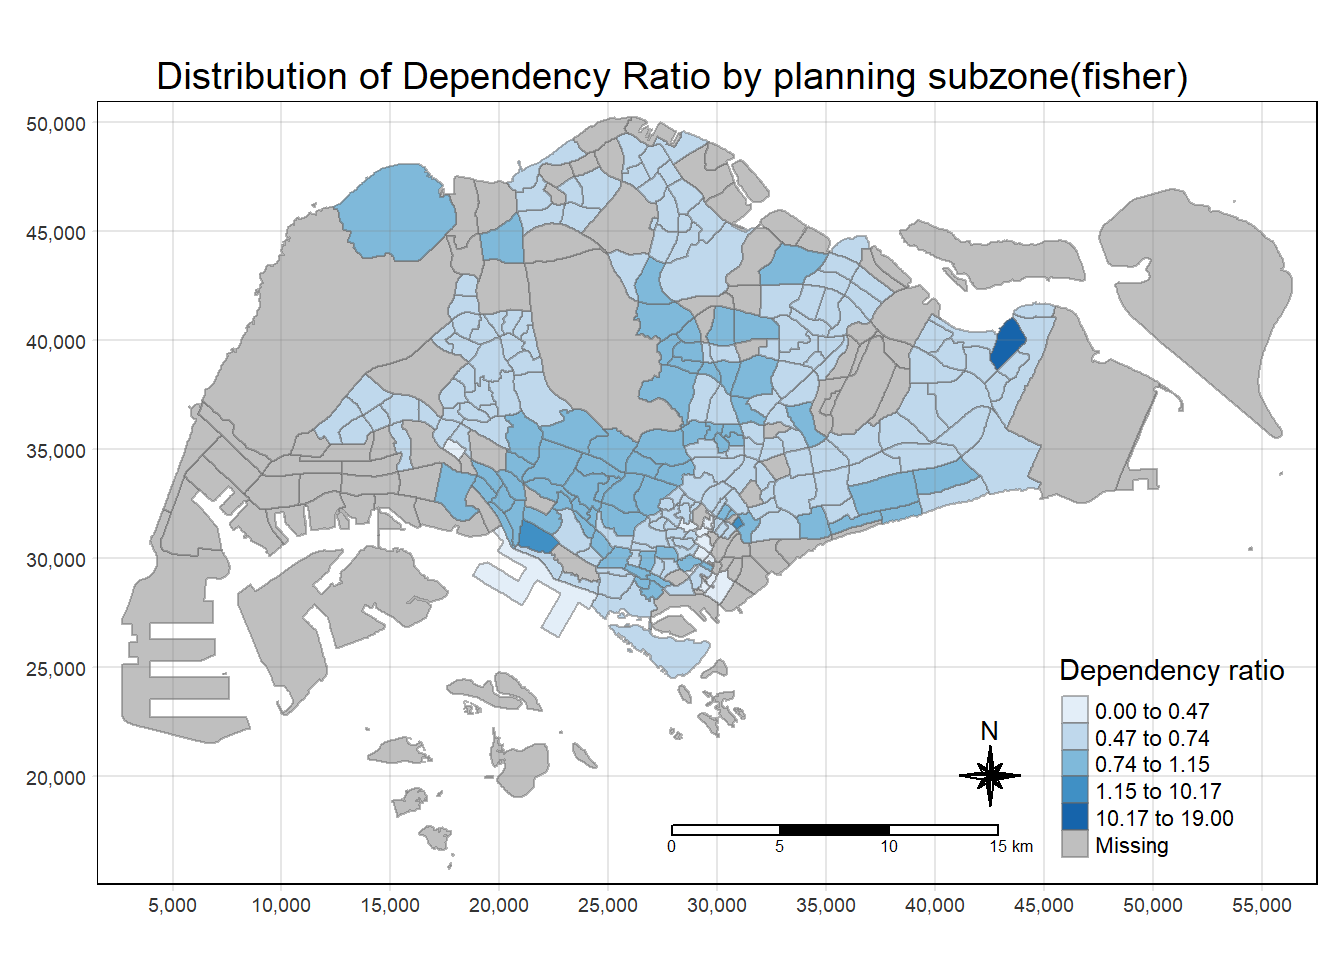 Distribution of Dependency Ratio by planning subzone(fisher)
50,000
45,000
40,000
35,000
30,000
25,000
20,000
Dependency ratio
0.00 to 0.47
0.47 to 0.74
0.74 to 1.15
1.15 to 10.17
10.17 to 19.00
Missing
N
0 5 10 15 km
5,000 10,000 15,000 20,000 25,000 30,000 35,000 40,000 45,000 50,000 55,000